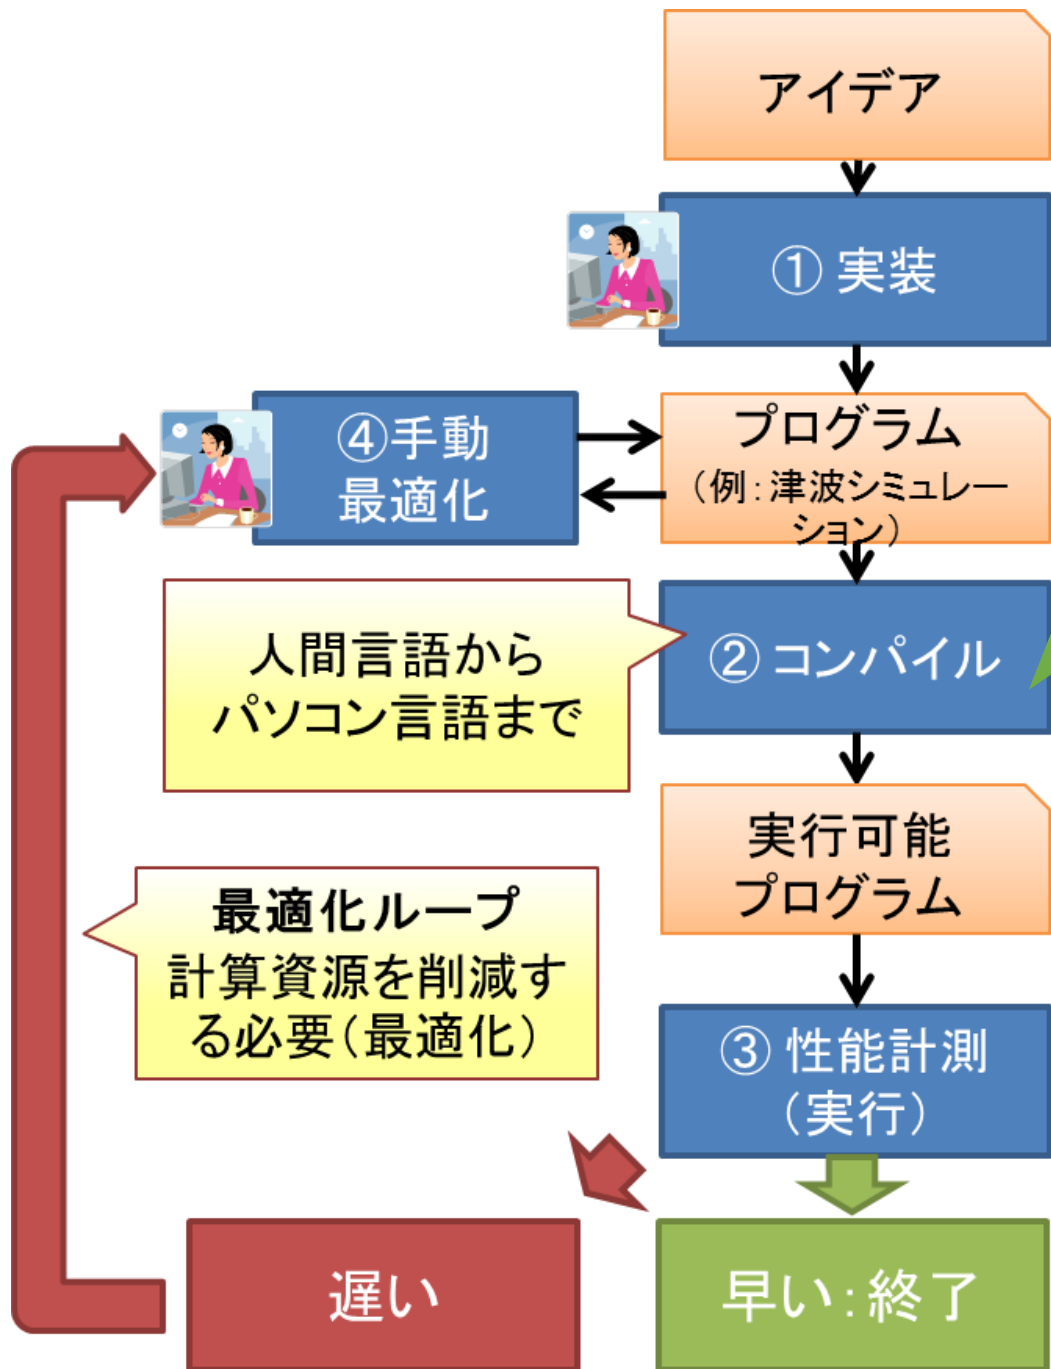 アイデア
① 実装
④手動
最適化
プログラム
（例：津波シミュレー
ション）
人間言語から
パソコン言語まで
② コンパイル
実行可能
プログラム
最適化ループ
計算資源を削減す
る必要（最適化）
③ 性能計測
（実行）
遅い
早い：終了